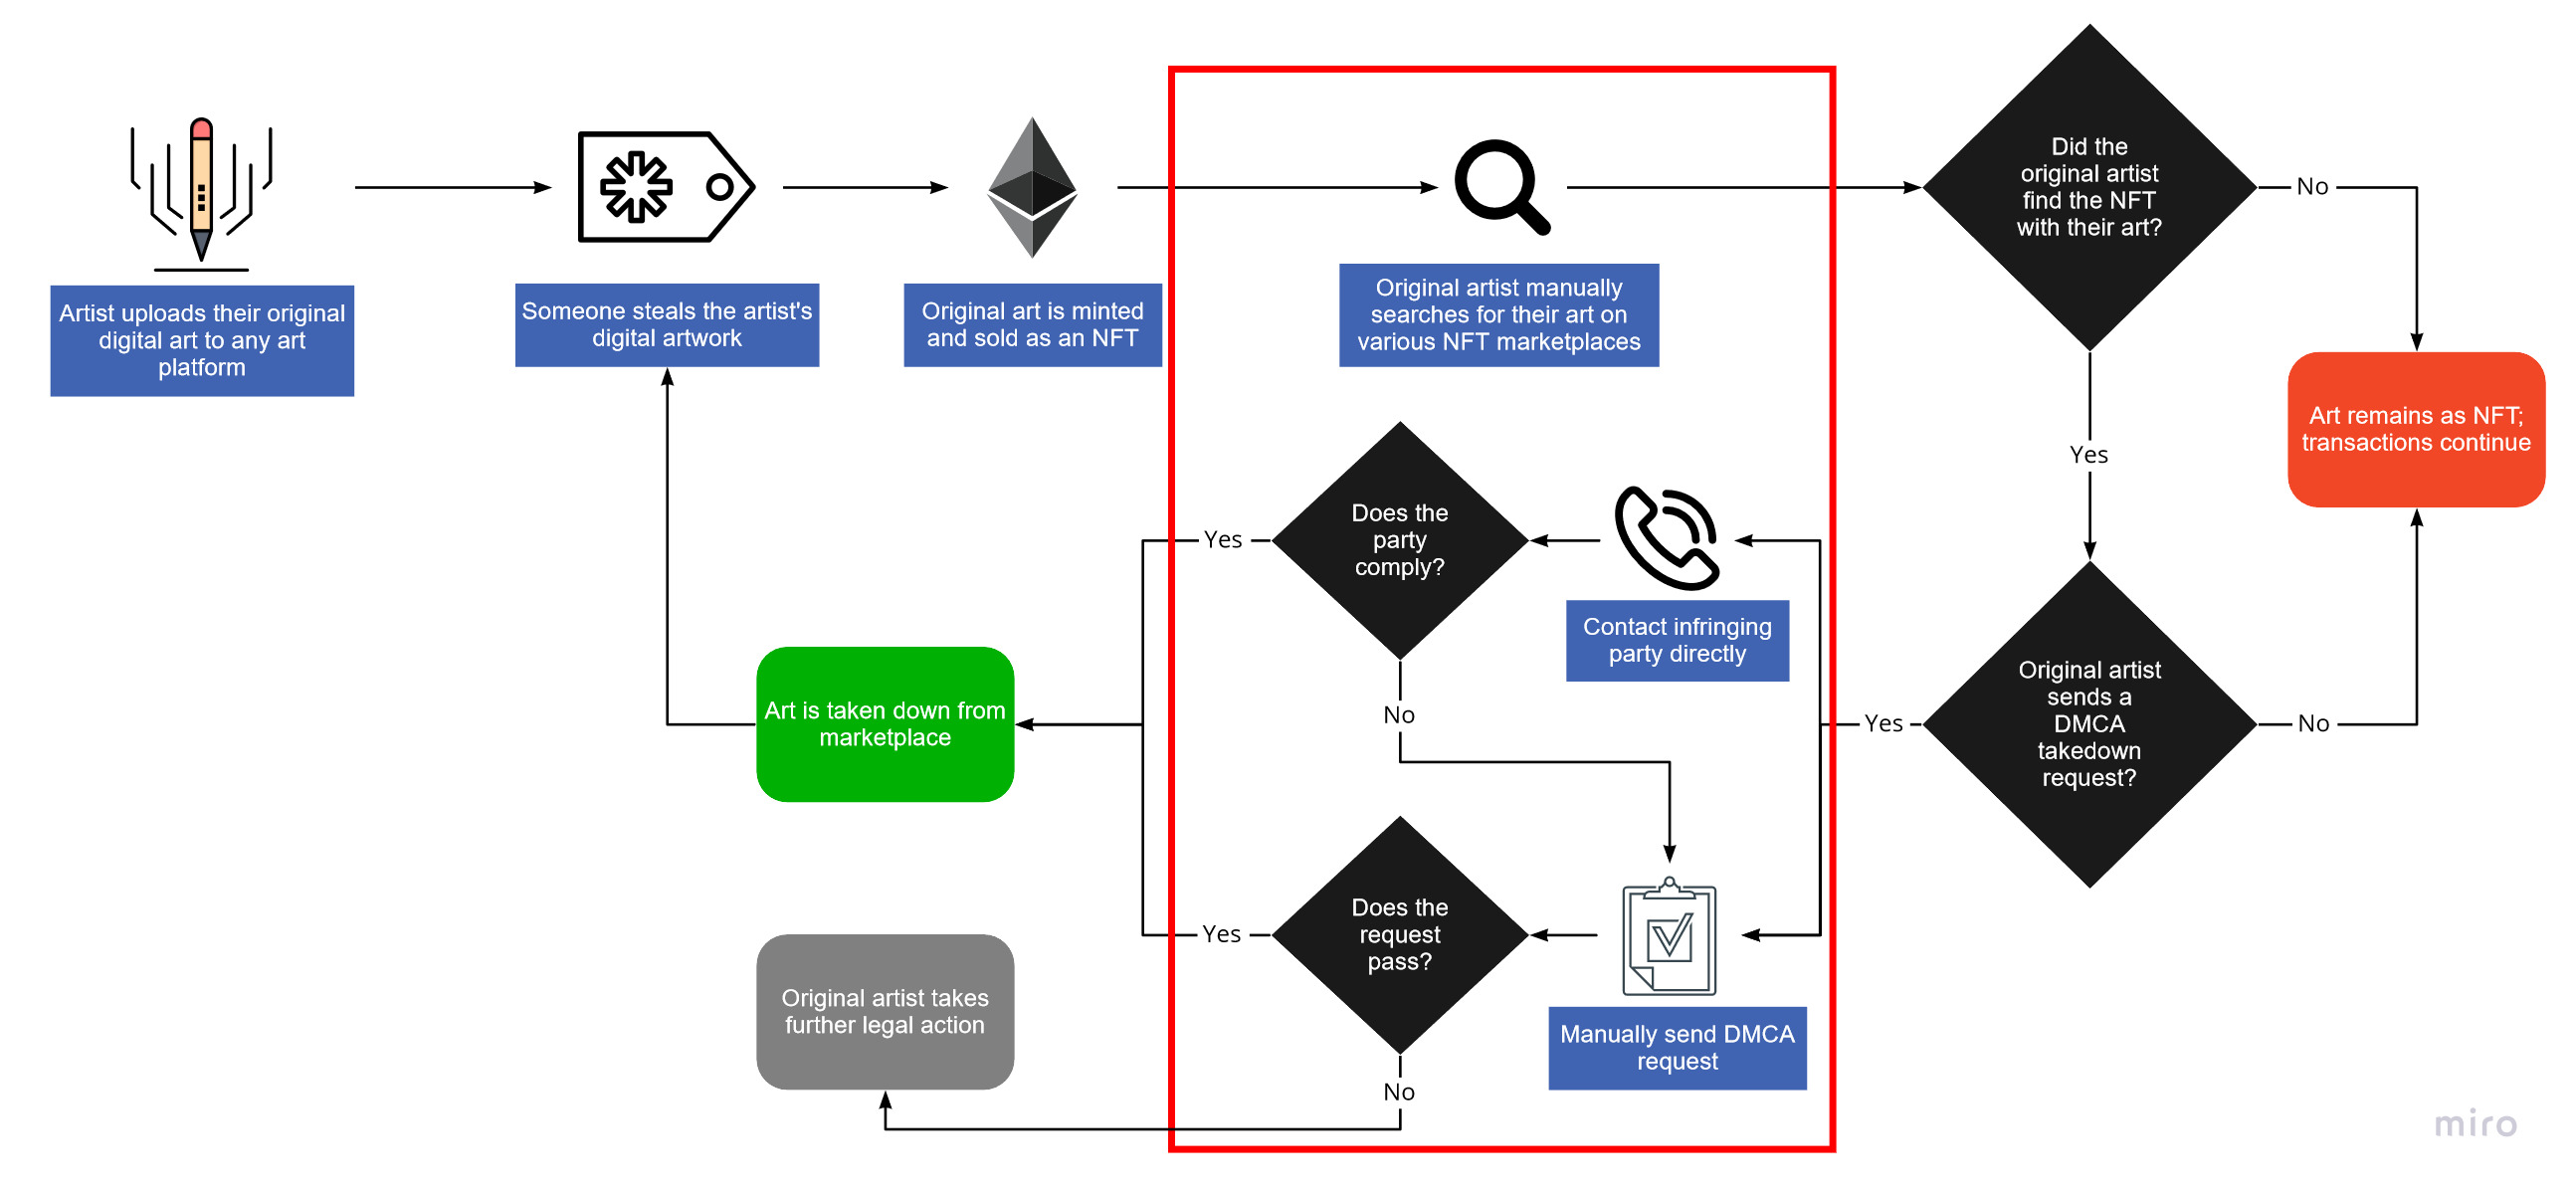 Artist uploads their original
digital art to any art
platform
Someone steals the artist's
digital artwork
Original art is minted
and sold as an NFT
Original artist manually
searches for their art on
various NFT marketplaces
Did the
original artist
find the NFT
with their art?
No
Art remains as NFT;
transactions continue
Yes
Original artist
sends a
DMCA
takedown
request?
No
Yes
Contact infringing
party directly
Does the
party
comply?
Yes
No
Art is taken down from
marketplace
Manually send DMCA
request
Does the
request
pass?
Yes
No
Original artist takes
further legal action
miro